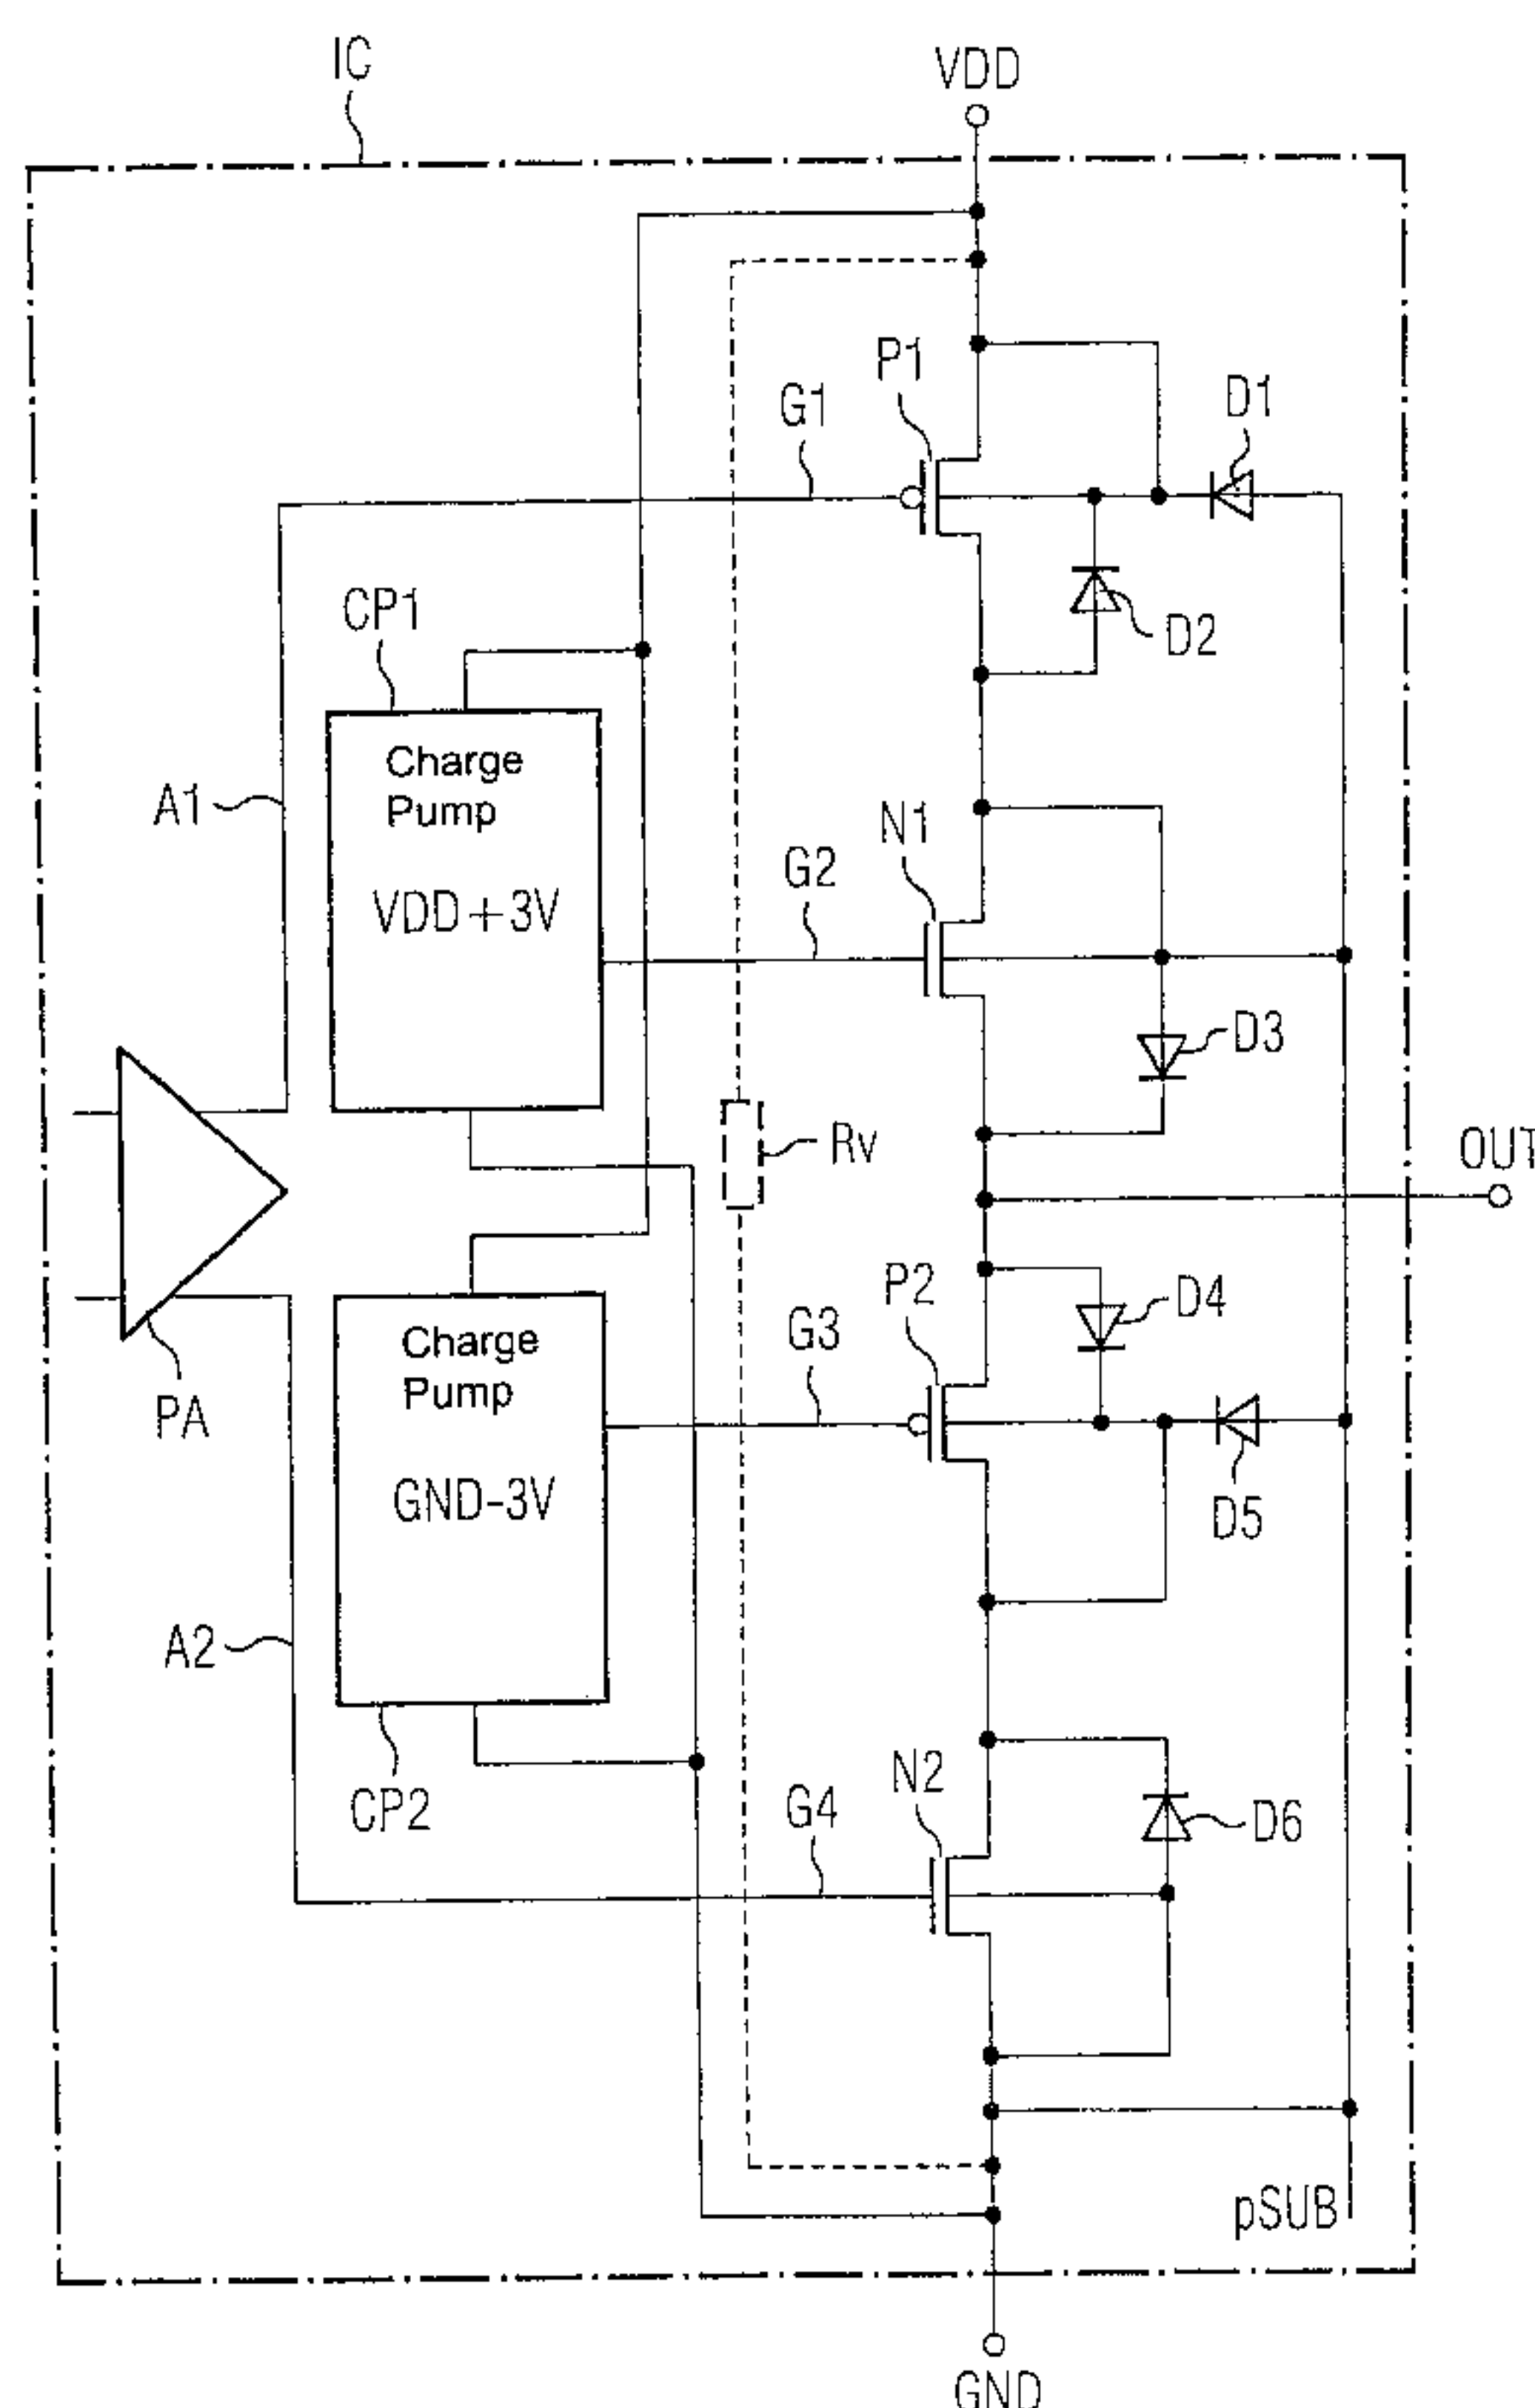 IC
VDD
P1
G1
D1
CP1
D2
Charge
Pump
A1
N1
VDD+3V
G2
D3
Rv
OUT
P2
D4
Charge
Pump
G3
PA
GND-3V
D5
A2
N2
CP2
G4
D6
pSUB
GND